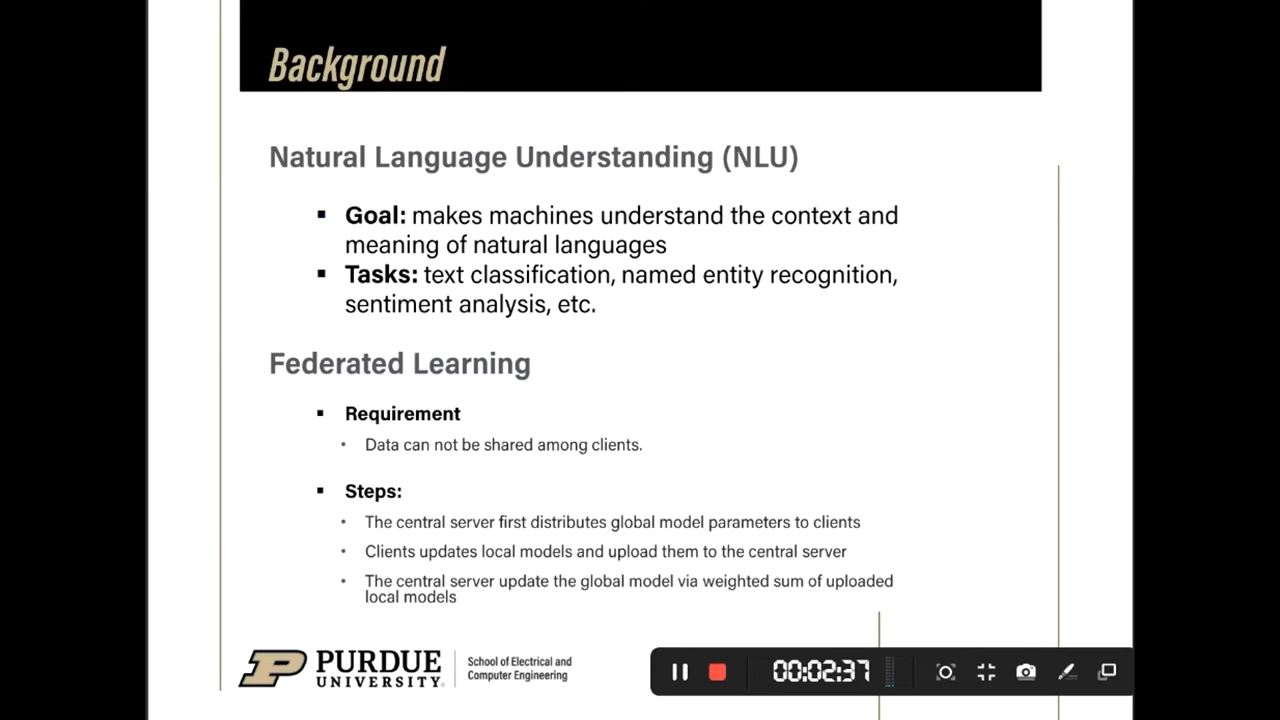 Background
Natural Language Understanding (NLU)
▪ Goal: makes machines understand the context and
meaning of natural languages
▪ Tasks: text classification, named entity recognition,
sentiment analysis, etc.
Federated Learning
▪ Requirement
• Data can not be shared among clients.
▪ Steps:
• The central server first distributes global model parameters to clients
• Clients updates local models and upload them to the central server
• The central server update the global model via weighted sum of uploaded
local models
P PURDUE
UNIVERSITY®
School of Electrical and
Computer Engineering
00:02:37